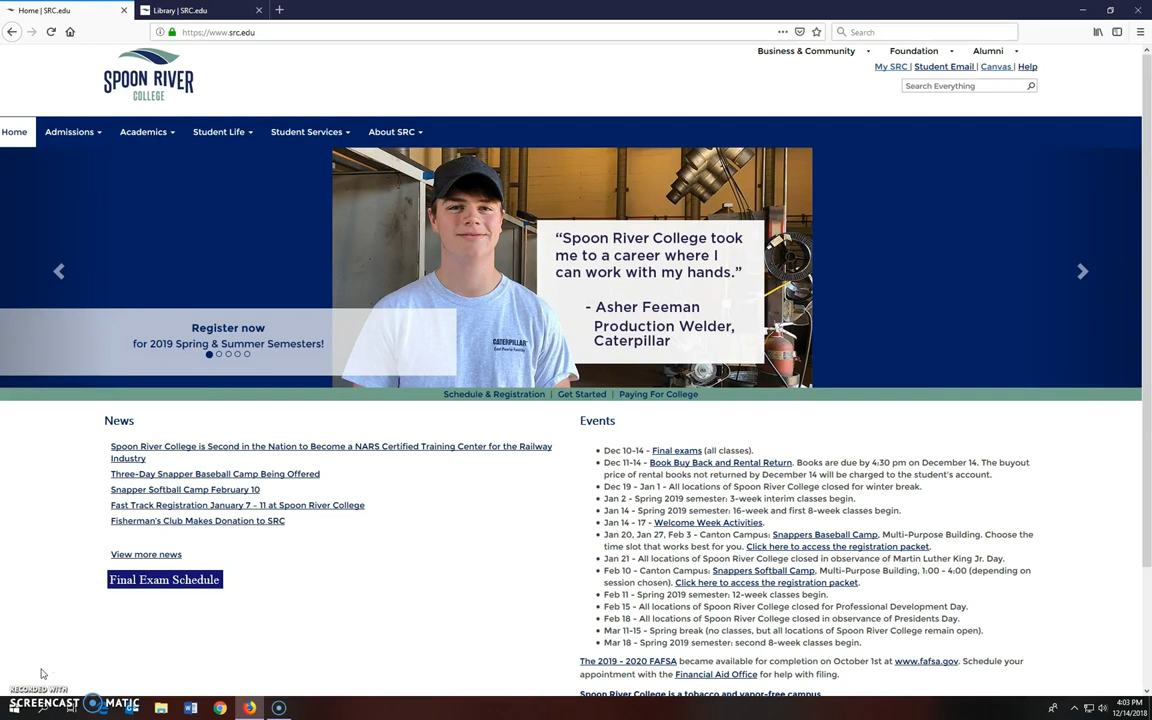 Home | SRC.edu
Library | SRC.edu
https://www.src.edu
Search
SPOON RIVER
COLLEGE
Business & Community
Foundation
Alumni
My SRC | Student Email | Canvas | Help
Search Everything
Home
Admissions
Academics
Student Life
Student Services
About SRC
“Spoon River College took
me to a career where I
can work with my hands.”
- Asher Feeman
Production Welder,
Caterpillar
CATERPILLAR
East Peoria Facility
Register now
for 2019 Spring & Summer Semesters!
Schedule & Registration | Get Started | Paying For College
News
Spoon River College is Second in the Nation to Become a NARS Certified Training Center for the Railway
Industry
Three-Day Snapper Baseball Camp Being Offered
Snapper Softball Camp February 10
Fast Track Registration January 7 – 11 at Spoon River College
Fisherman's Club Makes Donation to SRC
View more news
Final Exam Schedule
Events
Dec 10-14 - Final exams (all classes).
Dec 11-14 - Book Buy Back and Rental Return. Books are due by 4:30 pm on December 14. The buyout
price of rental books not returned by December 14 will be charged to the student's account.
Dec 19 - Jan 1 - All locations of Spoon River College closed for winter break.
Jan 2 - Spring 2019 semester: 3-week interim classes begin.
Jan 14 - Spring 2019 semester: 16-week and first 8-week classes begin.
Jan 14 - 17 - Welcome Week Activities.
Jan 20, Jan 27, Feb 3 - Canton Campus: Snappers Baseball Camp, Multi-Purpose Building. Choose the
time slot that works best for you. Click here to access the registration packet.
Jan 21 - All locations of Spoon River College closed in observance of Martin Luther King Jr. Day.
Feb 10 - Canton Campus: Snappers Softball Camp, Multi-Purpose Building, 1:00 - 4:00 (depending on
session chosen). Click here to access the registration packet.
Feb 11 - Spring 2019 semester: 12-week classes begin.
Feb 15 - All locations of Spoon River College closed for Professional Development Day.
Feb 18 - All locations of Spoon River College closed in observance of Presidents Day.
Mar 11-15 - Spring break (no classes, but all locations of Spoon River College remain open).
Mar 18 - Spring 2019 semester: second 8-week classes begin.
The 2019 - 2020 FAFSA became available for completion on October 1st at www.fafsa.gov. Schedule your
appointment with the Financial Aid Office for help with filing.
Spoon River College is a tobacco and vapor-free campus
RECORDED WITH
SCREENCAST MATIC
4:03 PM
12/14/2018